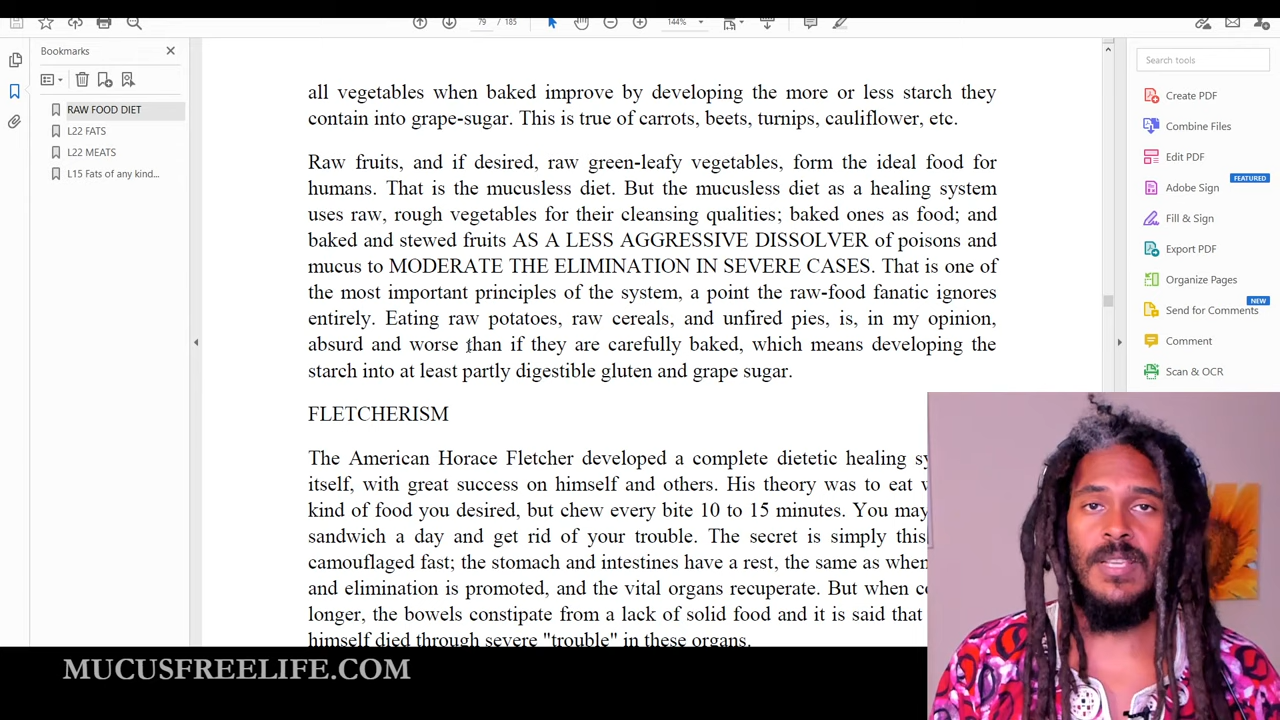 79 / 185
144%
Bookmarks
RAW FOOD DIET
L22 FATS
L22 MEATS
L15 Fats of any kind...
all vegetables when baked improve by developing the more or less starch they
contain into grape-sugar. This is true of carrots, beets, turnips, cauliflower, etc.
Raw fruits, and if desired, raw green-leafy vegetables, form the ideal food for
humans. That is the mucusless diet. But the mucusless diet as a healing system
uses raw, rough vegetables for their cleansing qualities; baked ones as food; and
baked and stewed fruits AS A LESS AGGRESSIVE DISSOLVER of poisons and
mucus to MODERATE THE ELIMINATION IN SEVERE CASES. That is one of
the most important principles of the system, a point the raw-food fanatic ignores
entirely. Eating raw potatoes, raw cereals, and unfired pies, is, in my opinion,
absurd and worse than if they are carefully baked, which means developing the
starch into at least partly digestible gluten and grape sugar.
FLETCHERISM
The American Horace Fletcher developed a complete dietetic healing
itself, with great success on himself and others. His theory was to eat
kind of food you desired, but chew every bite 10 to 15 minutes. You may
sandwich a day and get rid of your trouble. The secret is simply this
camouflaged fast; the stomach and intestines have a rest, the same as when
and elimination is promoted, and the vital organs recuperate. But when
longer, the bowels constipate from a lack of solid food and it is said that
himself died through severe "trouble" in these organs.
Search tools
Create PDF
Combine Files
Edit PDF
FEATURED
Adobe Sign
Fill & Sign
Export PDF
Organize Pages
NEW
Send for Comments
Comment
Scan & OCR
MUCUSFREELIFE.COM